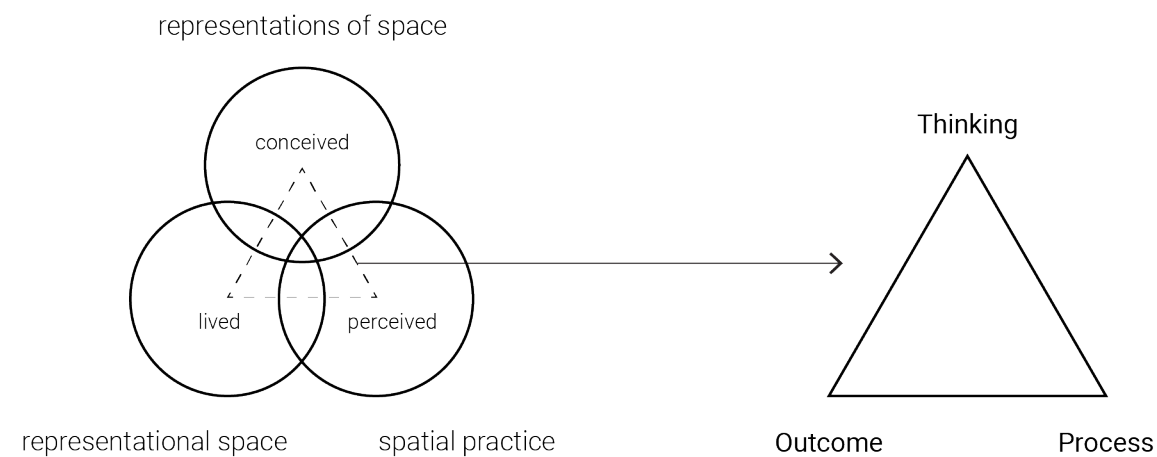 representations of space
conceived
lived
perceived
representational space
spatial practice
Thinking
Outcome
Process